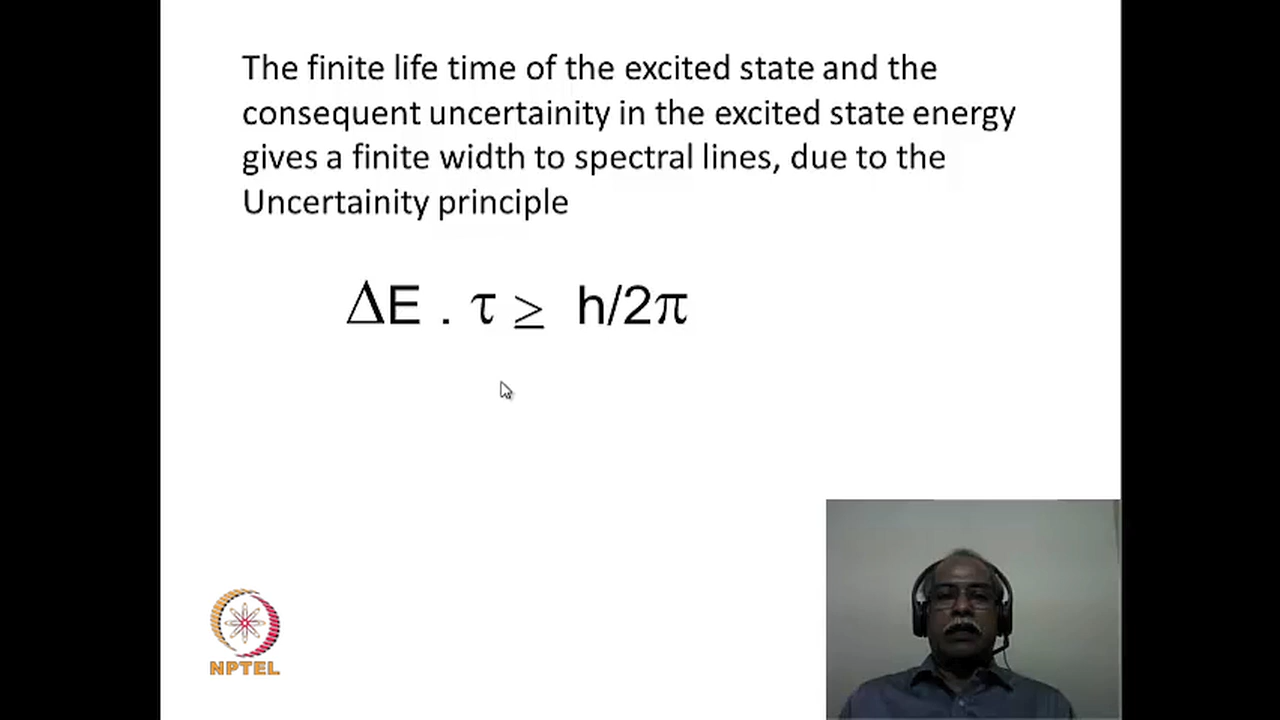 The finite life time of the excited state and the
consequent uncertainity in the excited state energy
gives a finite width to spectral lines, due to the
Uncertainity principle
ΔE . τ ≥ h/2π
NPTEL